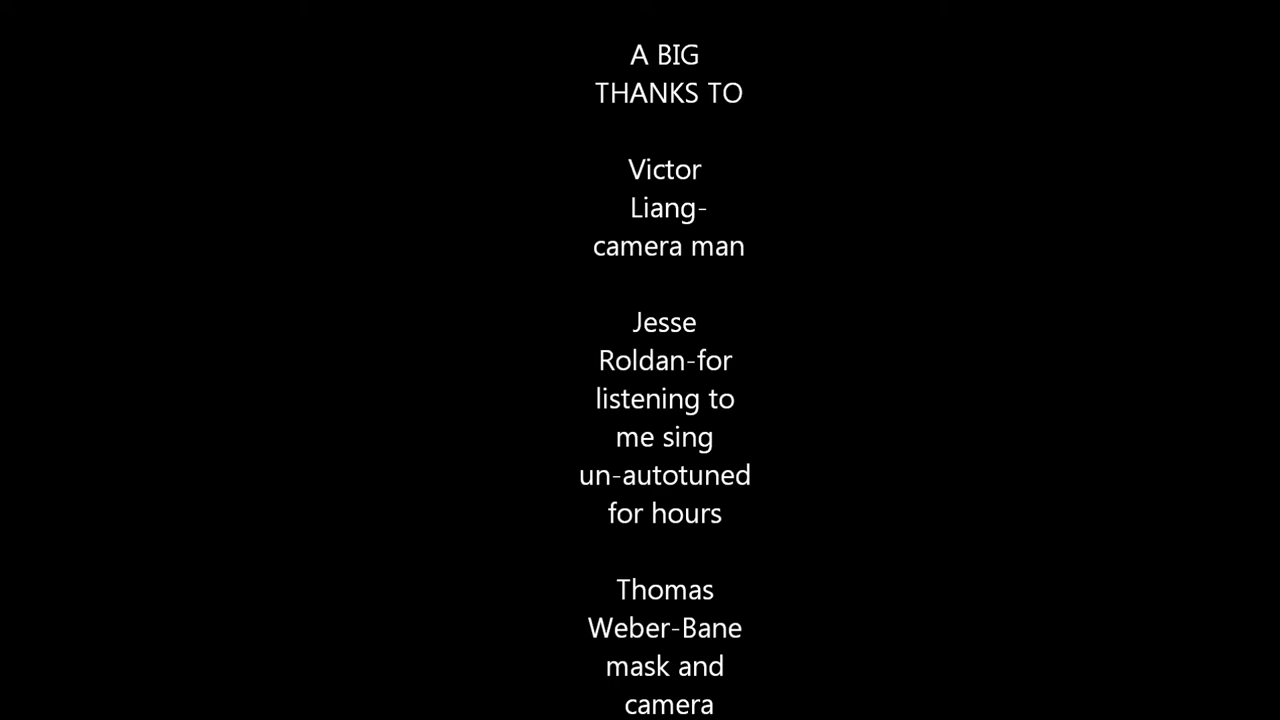 A BIG
THANKS TO
Victor
Liang-
camera man
Jesse
Roldan-for
listening to
me sing
un-autotuned
for hours
Thomas
Weber-Bane
mask and
camera